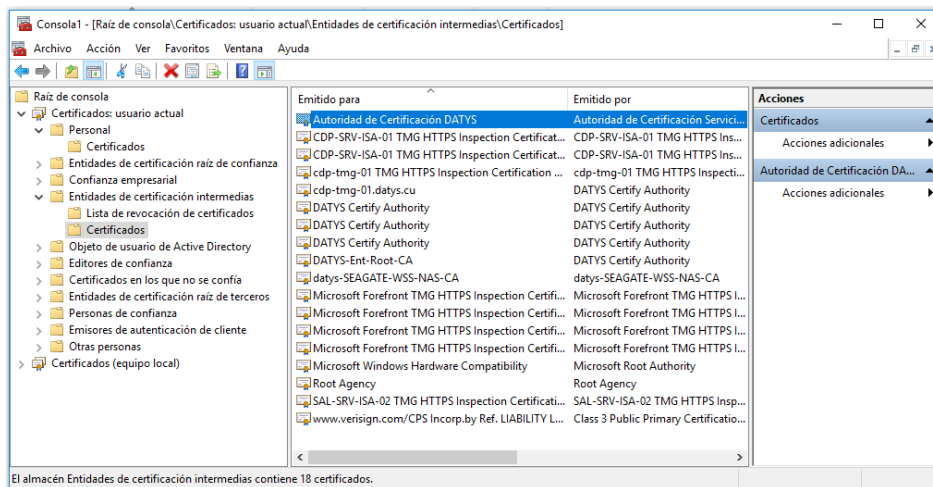 Consola1 - [Raíz de consola\Certificados: usuario actual\Entidades de certificación intermedias\Certificados]
Archivo Acción Ver Favoritos Ventana Ayuda
Raíz de consola
Certificados: usuario actual
Personal
Certificados
Entidades de certificación raíz de confianza
Confianza empresarial
Entidades de certificación intermedias
Lista de revocación de certificados
Certificados
Objeto de usuario de Active Directory
Editores de confianza
Certificados en los que no se confía
Entidades de certificación raíz de terceros
Personas de confianza
Emisores de autenticación de cliente
Otras personas
Certificados (equipo local)
Emitido para Emitido por
Autoridad de Certificación DATYS Autoridad de Certificación Servici...
CDP-SRV-ISA-01 TMG HTTPS Inspection Certificat... CDP-SRV-ISA-01 TMG HTTPS Ins...
CDP-SRV-ISA-01 TMG HTTPS Inspection Certificat... CDP-SRV-ISA-01 TMG HTTPS Ins...
cdp-tmg-01 TMG HTTPS Inspection Certification ... cdp-tmg-01 TMG HTTPS Inspecti...
cdp-tmg-01.datys.cu DATYS Certify Authority
DATYS Certify Authority DATYS Certify Authority
DATYS Certify Authority DATYS Certify Authority
DATYS Certify Authority DATYS Certify Authority
DATYS-Ent-Root-CA DATYS Certify Authority
datys-SEAGATE-WSS-NAS-CA datys-SEAGATE-WSS-NAS-CA
Microsoft Forefront TMG HTTPS Inspection Certifi... Microsoft Forefront TMG HTTPS I...
Microsoft Forefront TMG HTTPS Inspection Certifi... Microsoft Forefront TMG HTTPS I...
Microsoft Forefront TMG HTTPS Inspection Certifi... Microsoft Forefront TMG HTTPS I...
Microsoft Forefront TMG HTTPS Inspection Certifi... Microsoft Forefront TMG HTTPS I...
Microsoft Windows Hardware Compatibility Microsoft Root Authority
Root Agency Root Agency
SAL-SRV-ISA-02 TMG HTTPS Inspection Certificati... SAL-SRV-ISA-02 TMG HTTPS Insp...
www.verisign.com/CPS Incorp.by Ref. LIABILITY L... Class 3 Public Primary Certificatio...
Acciones
Certificados
Acciones adicionales
Autoridad de Certificación DA...
Acciones adicionales
El almacén Entidades de certificación intermedias contiene 18 certificados.